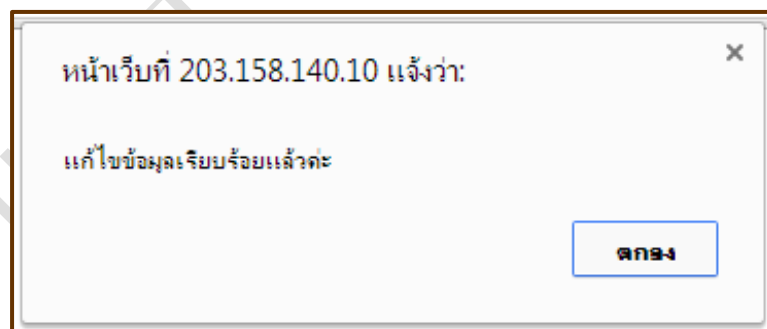 หน้าเว็บที่ 203.158.140.10 แจ้งว่า:
แก้ไขข้อมูลเรียบร้อยแล้วค่ะ
ตกลง